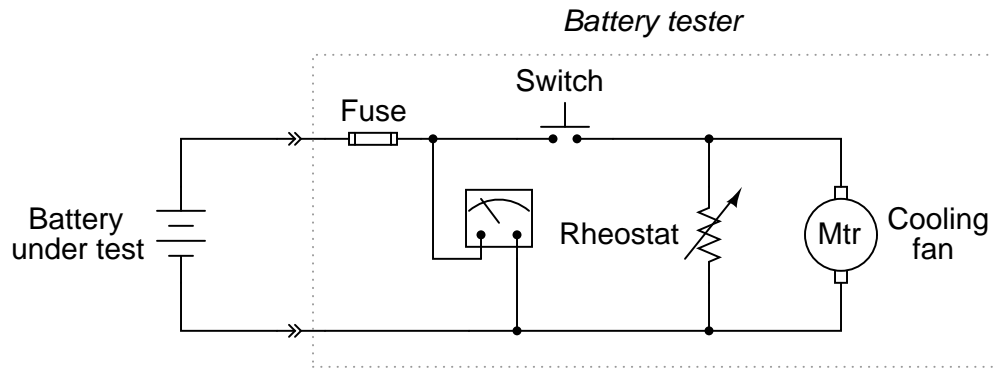 Battery tester
Switch
Fuse
Battery
under test
Rheostat
Mtr
Cooling
fan